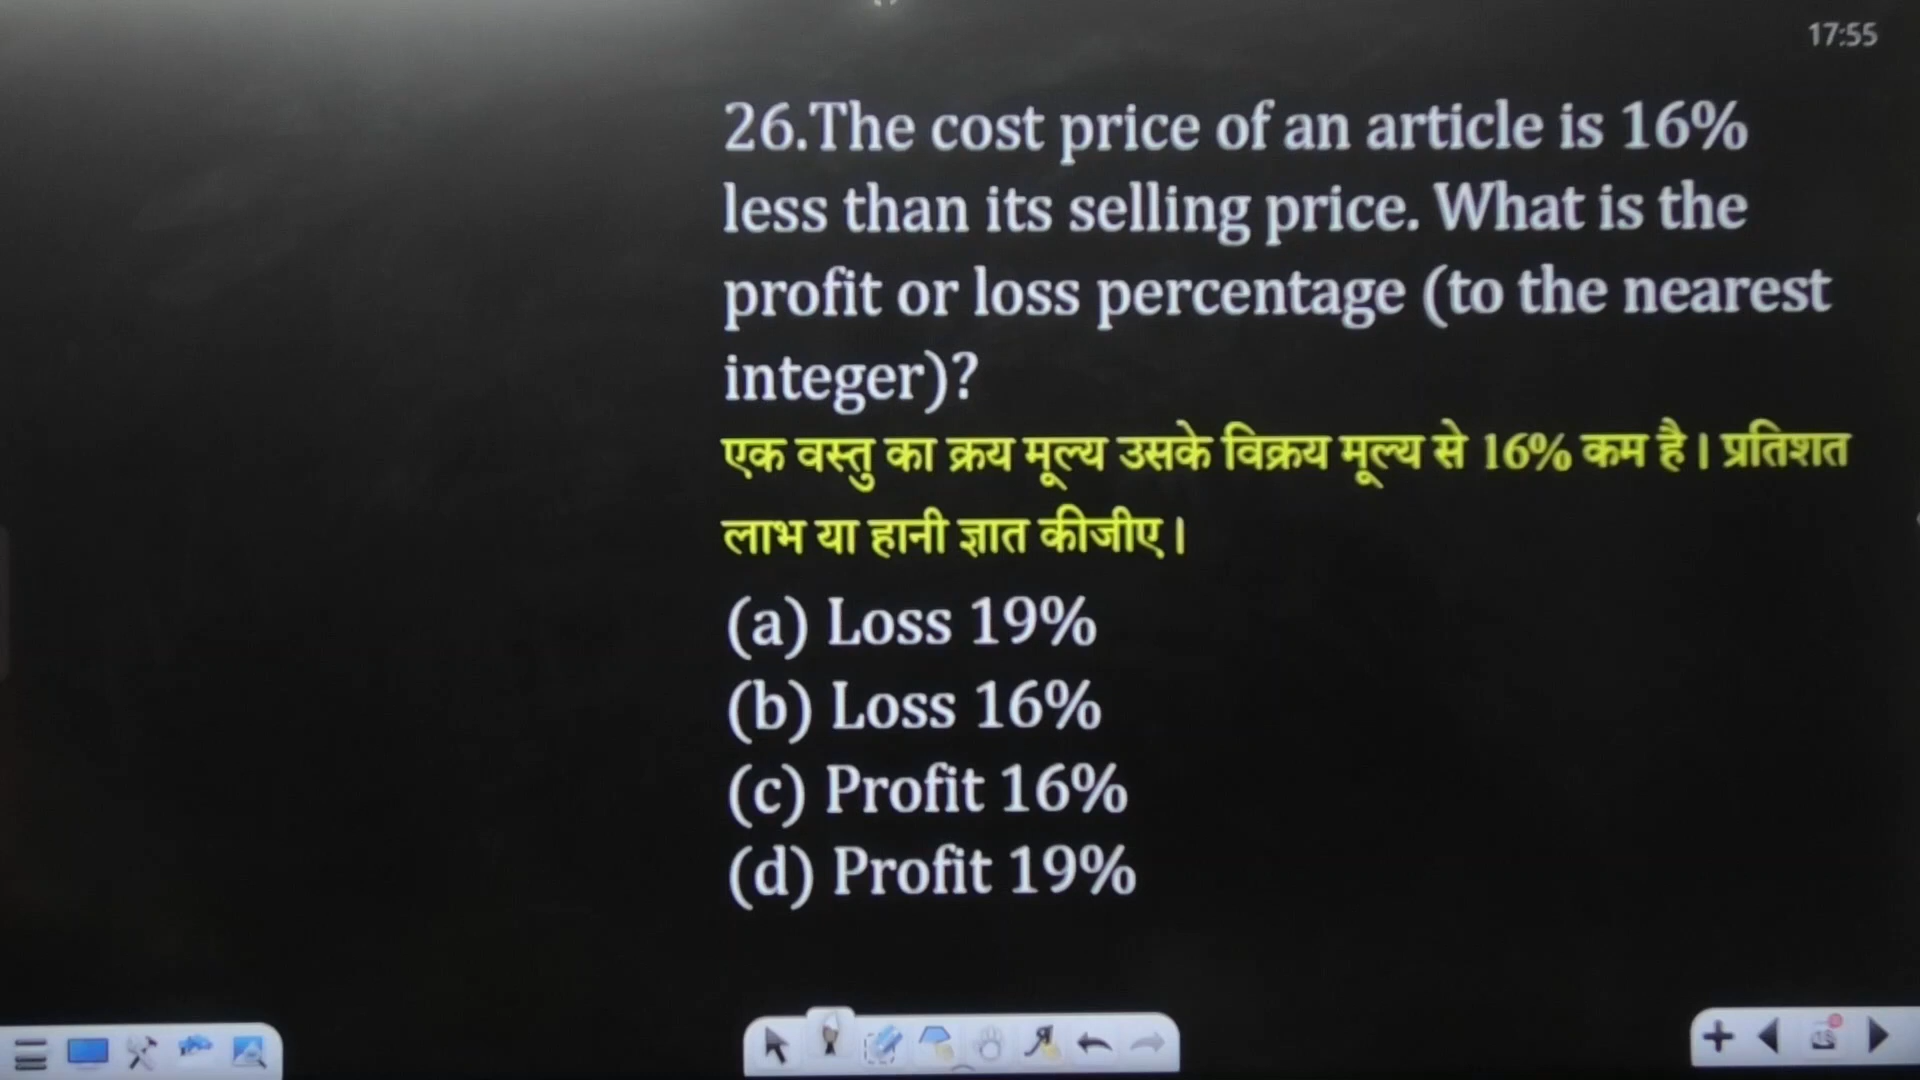 17:55
26.The cost price of an article is 16%
less than its selling price. What is the
profit or loss percentage (to the nearest
integer)?
एक वस्तु का क्रय मूल्य उसके विक्रय मूल्य से 16% कम है। प्रतिशत
लाभ या हानी ज्ञात कीजीए।
(a) Loss 19%
(b) Loss 16%
(c) Profit 16%
(d) Profit 19%